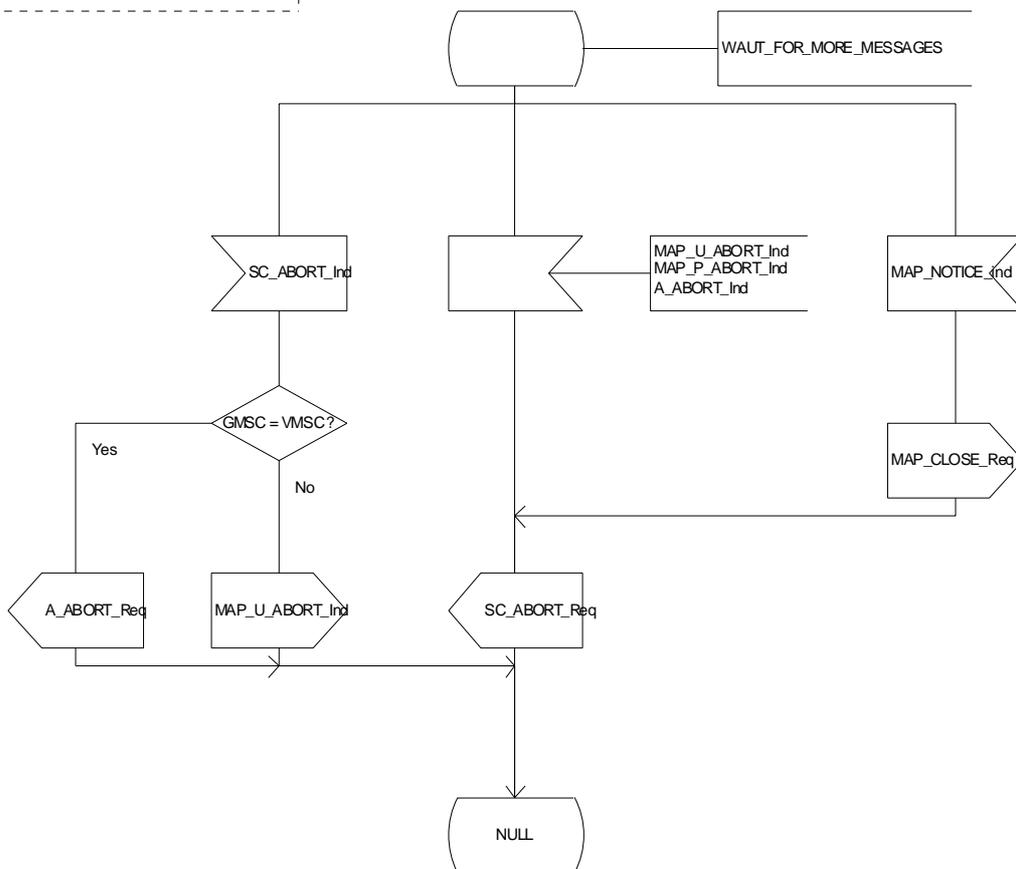 WAUT_FOR_MORE_MESSAGES
SC_ABORT_Ind
MAP_U_ABORT_Ind
MAP_P_ABORT_Ind
A_ABORT_Ind
MAP_NOTICE_Ind
GMSC = VMSC?
Yes
No
MAP_CLOSE_Req
A_ABORT_Req
MAP_U_ABORT_Ind
SC_ABORT_Req
NULL